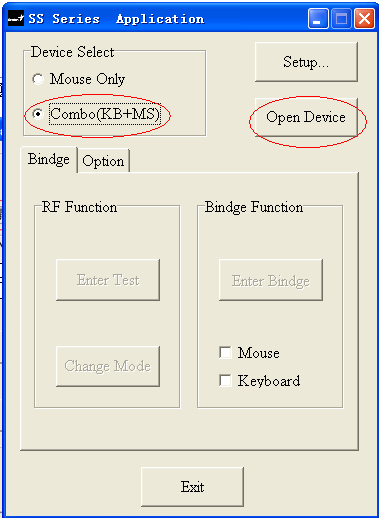 SS Series Application
Device Select
Mouse Only
Combo(KB+MS)
Setup...
Open Device
Bindge
Option
RF Function
Enter Test
Change Mode
Bindge Function
Enter Bindge
Mouse
Keyboard
Exit